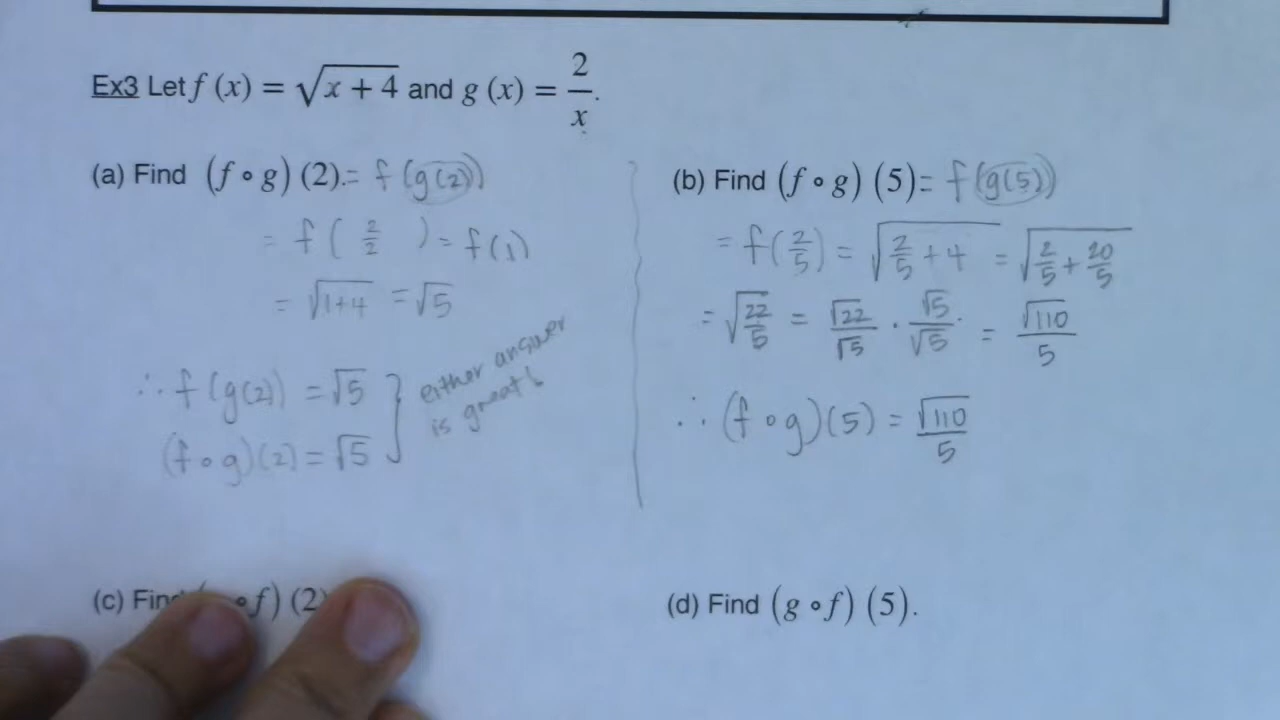 Ex3 Let f (x) = √(x + 4) and g (x) = 2/x.
(a) Find (f∘g) (2). = f(g(2))
= f( 2/2 ) = f(1)
= √(1+4) = √5
∴ f(g(2)) = √5
(f∘g)(2) = √5
either answer
is great!
(b) Find (f∘g) (5) = f(g(5))
= f(2/5) = √(2/5 + 4) = √(2/5 + 20/5)
= √(22/5) = √22/√5 · √5/√5. = √110/5
∴ (f∘g)(5) = √110/5
(c) Find ∘f) (2)
(d) Find (g∘f) (5).